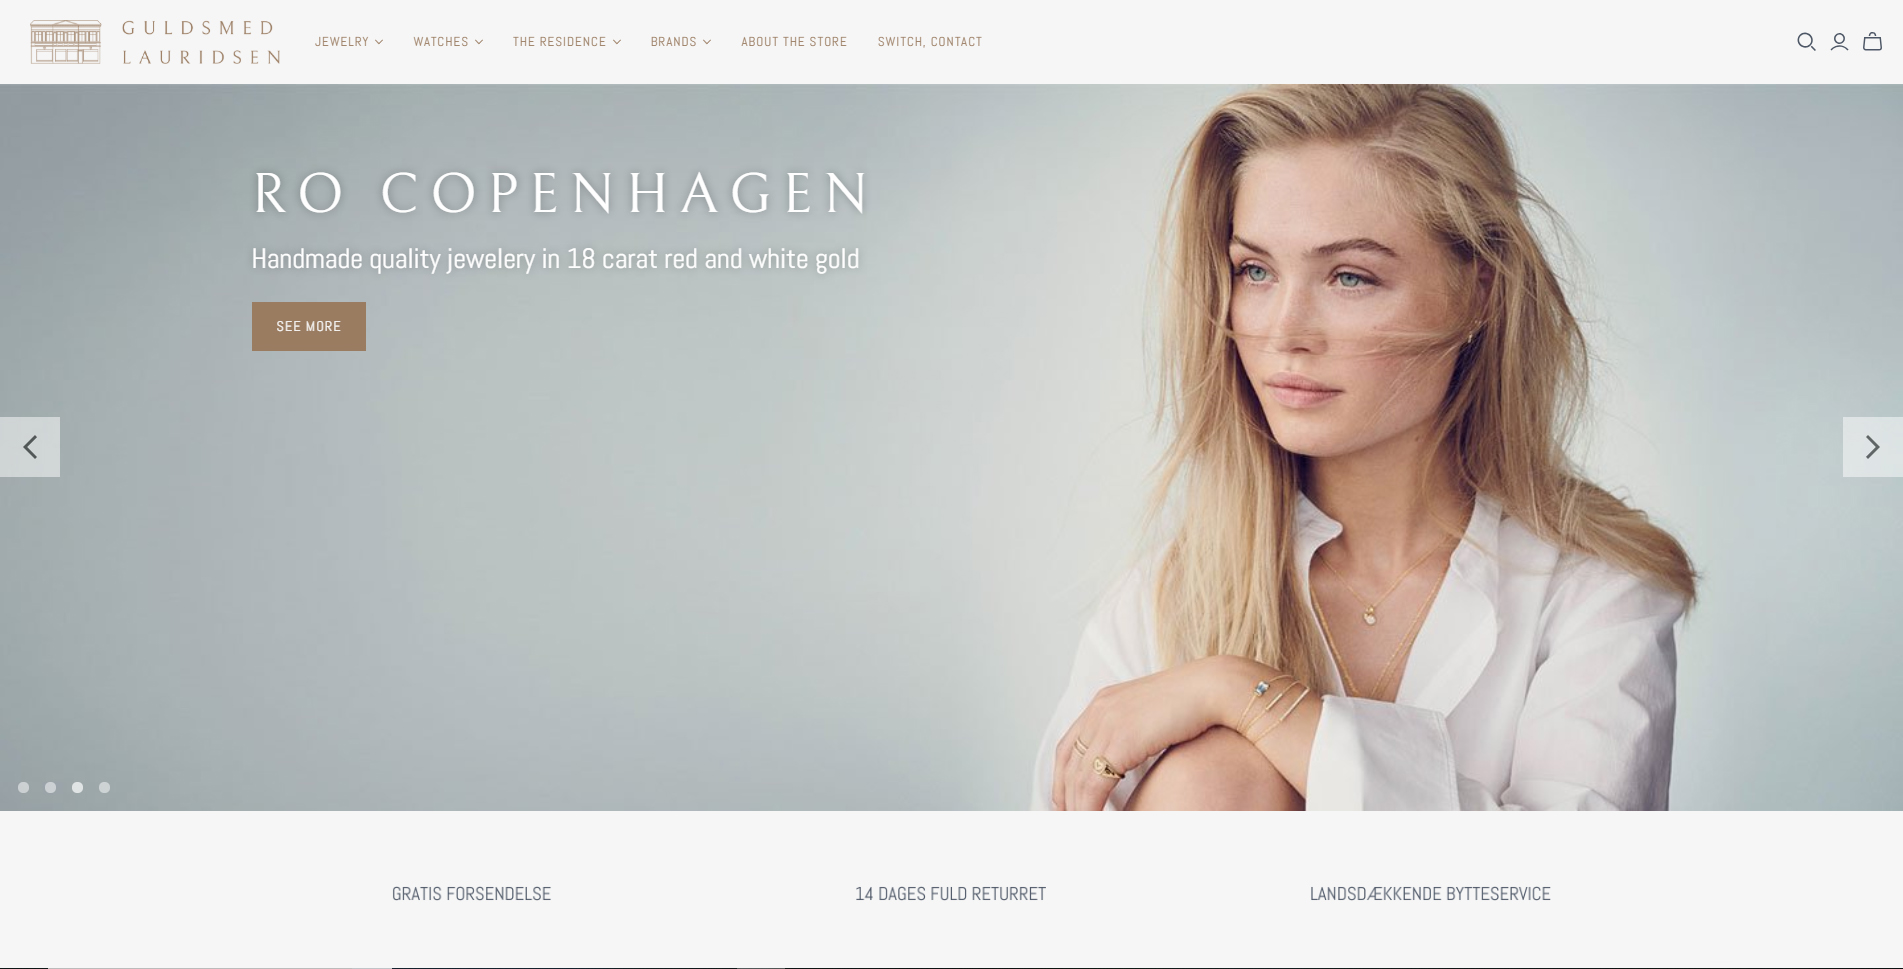 GULDSMED
LAURIDSEN
JEWELRY
WATCHES
THE RESIDENCE
BRANDS
ABOUT THE STORE
SWITCH, CONTACT
RO COPENHAGEN
Handmade quality jewelery in 18 carat red and white gold
SEE MORE
GRATIS FORSENDELSE
14 DAGES FULD RETURRET
LANDSDÆKKENDE BYTTESERVICE